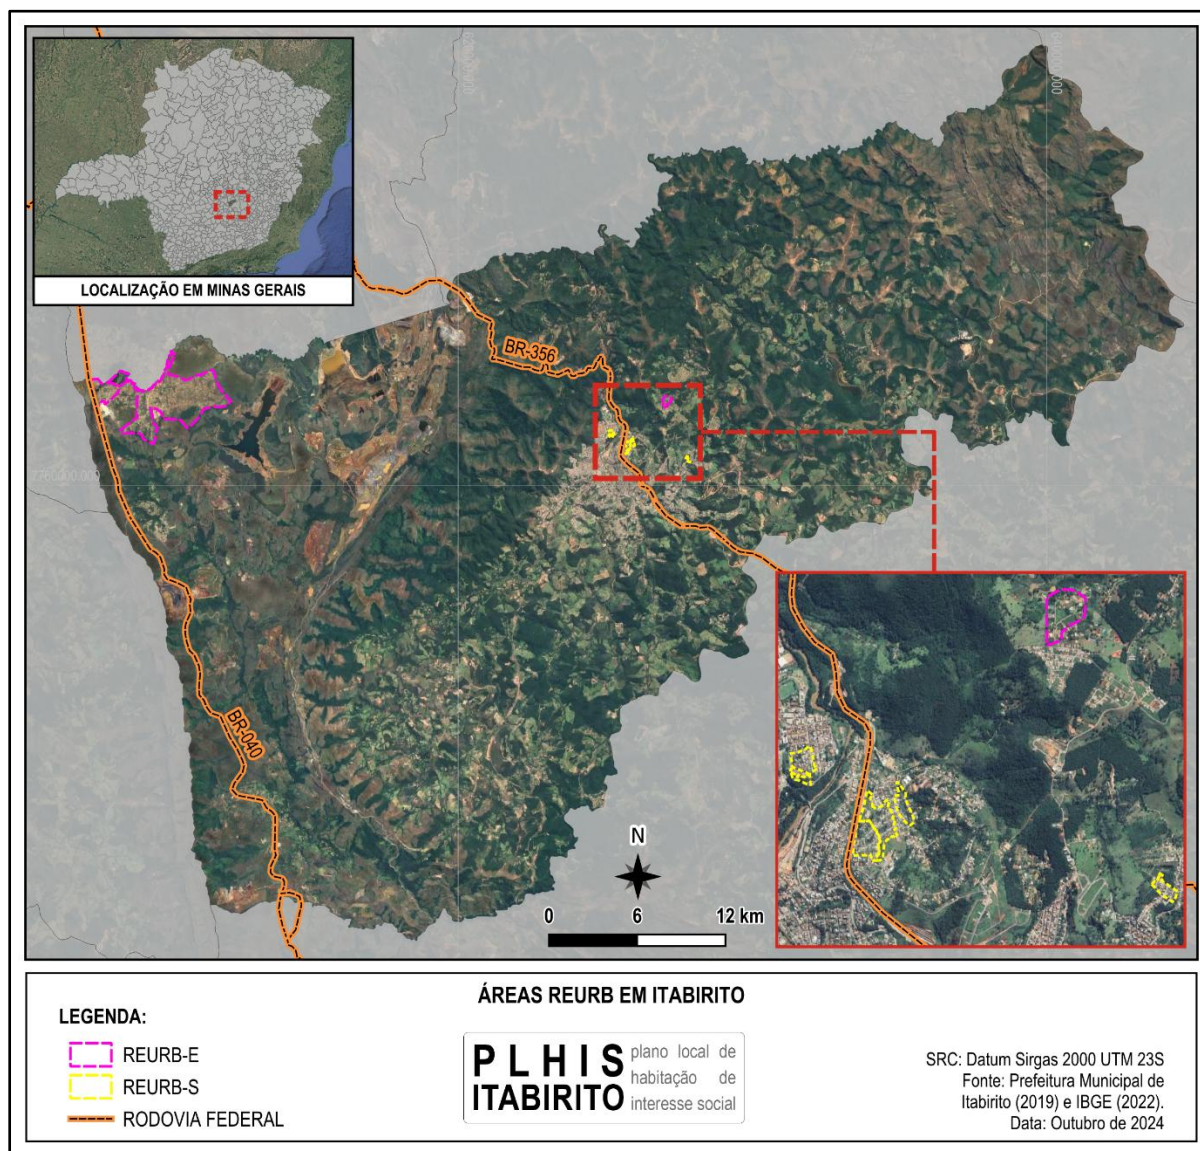 LOCALIZAÇÃO EM MINAS GERAIS
BR-356
BR-040
N
0 6 12 km
ÁREAS REURB EM ITABIRITO
LEGENDA:
REURB-E
REURB-S
RODOVIA FEDERAL
PLHIS
ITABIRITO
plano local de
habitação de
interesse social
SRC: Datum Sirgas 2000 UTM 23S
Fonte: Prefeitura Municipal de
Itabirito (2019) e IBGE (2022).
Data: Outubro de 2024